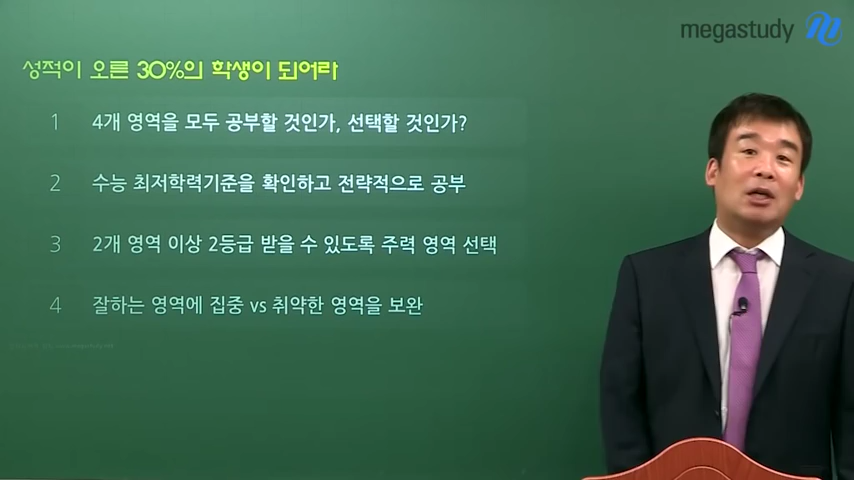 megastudy
성적이 오른 30%의 학생이 되어라
1 4개 영역을 모두 공부할 것인가, 선택할 것인가?
2 수능 최저학력기준을 확인하고 전략적으로 공부
3 2개 영역 이상 2등급 받을 수 있도록 주력 영역 선택
4 잘하는 영역에 집중 vs 취약한 영역을 보완